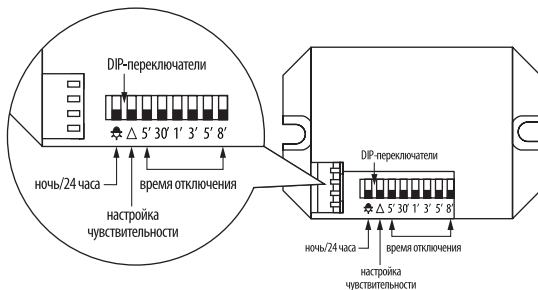 DIP-переключатели
△ 5' 30' 1' 3' 5' 8'
ночь/24 часа
время отключения
настройка
чувствительности
DIP-переключатели
△ 5' 30' 1' 3' 5' 8'
ночь/24 часа
время отключения
настройка
чувствительности